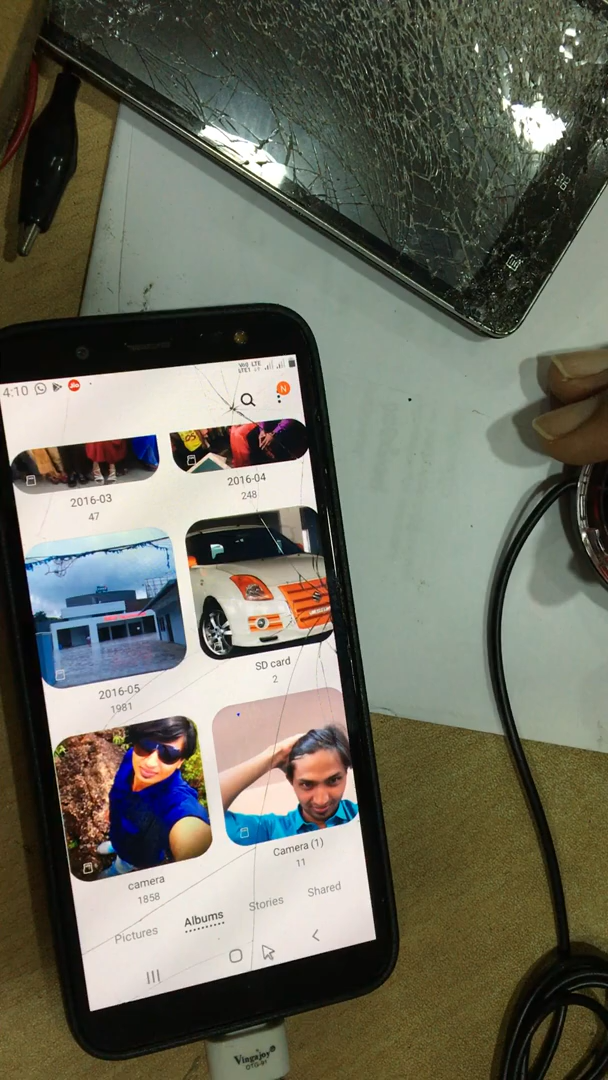 4:10
N
2016-03
47
2016-04
248
2016-05
1981
SD card
2
camera
1858
Camera (1)
11
Pictures
Albums
Stories
Shared
Vingajoy